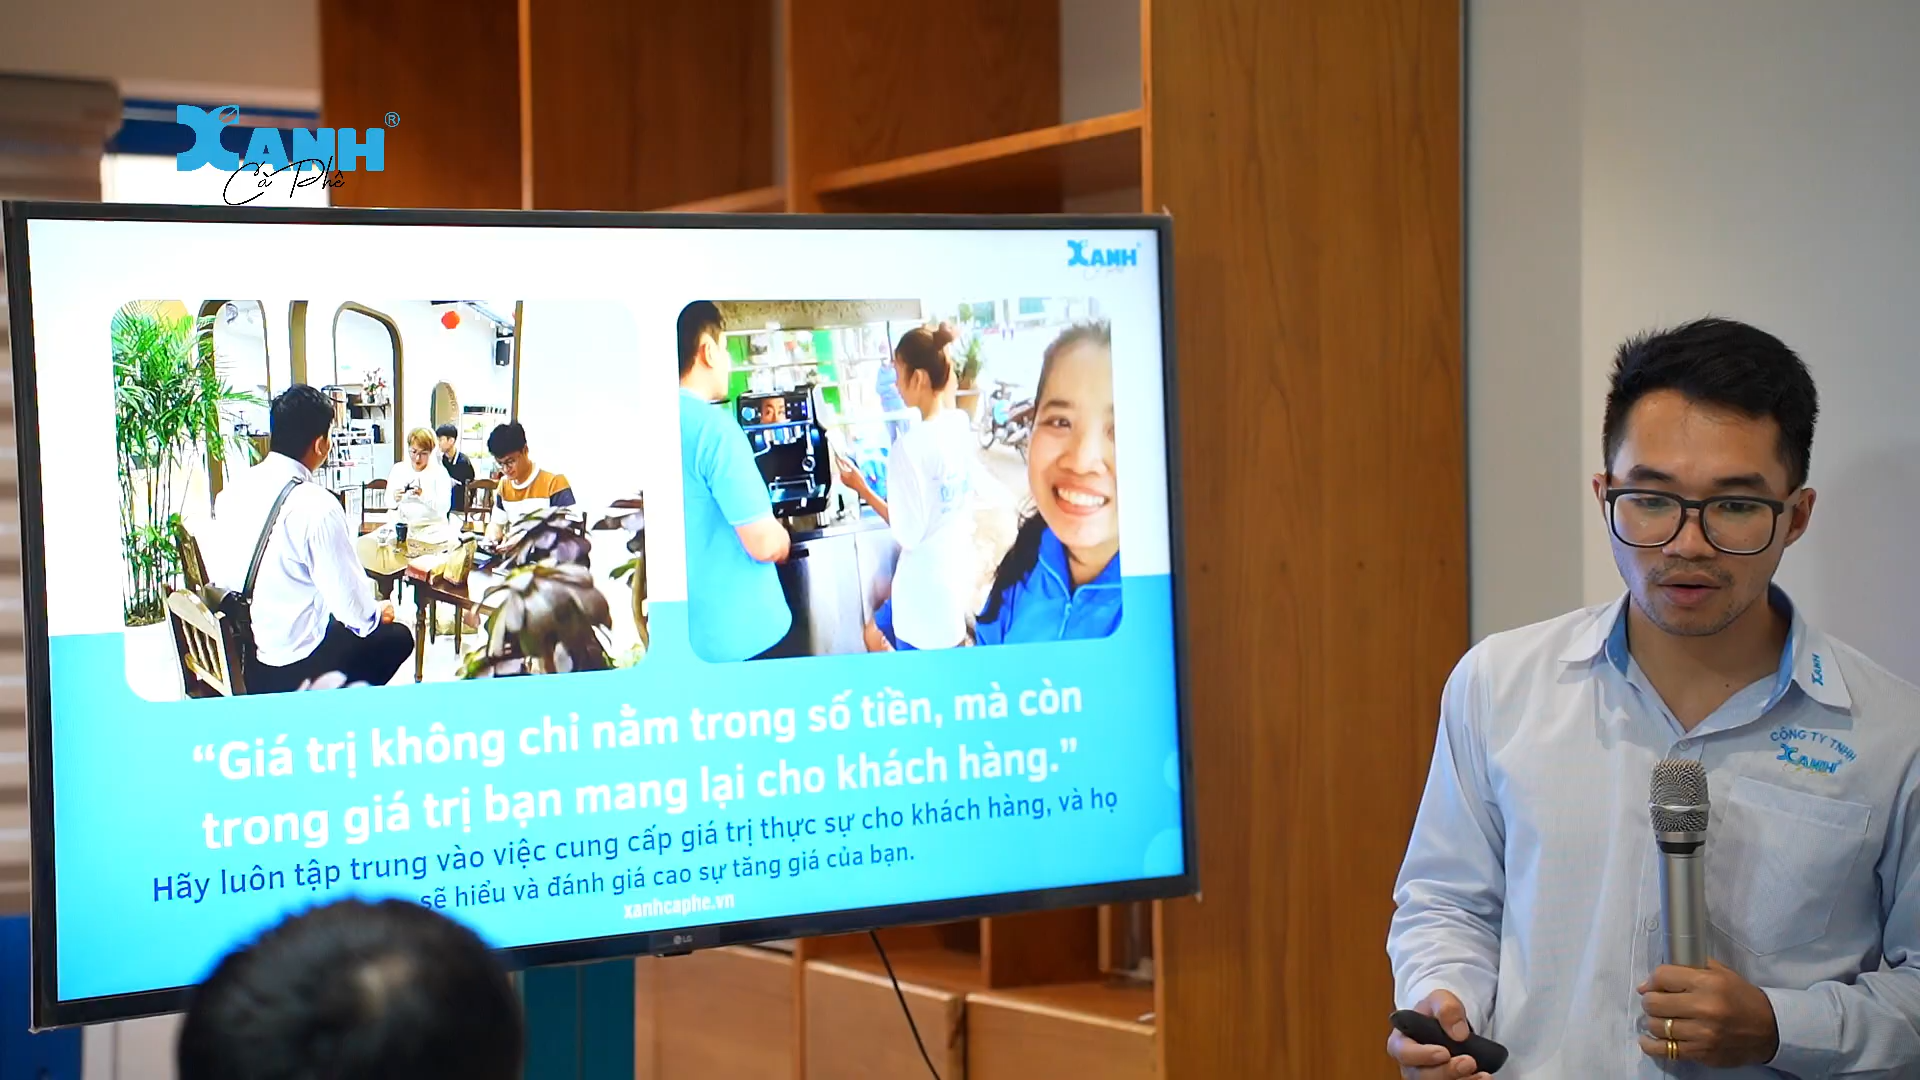 XANH®
Cà Phê
XANH
“Giá trị không chỉ nằm trong số tiền, mà còn
trong giá trị bạn mang lại cho khách hàng.”
Hãy luôn tập trung vào việc cung cấp giá trị thực sự cho khách hàng, và họ
sẽ hiểu và đánh giá cao sự tăng giá của bạn.
xanhcaphe.vn
LG
XANH
CÔNG TY TNHH
XANH